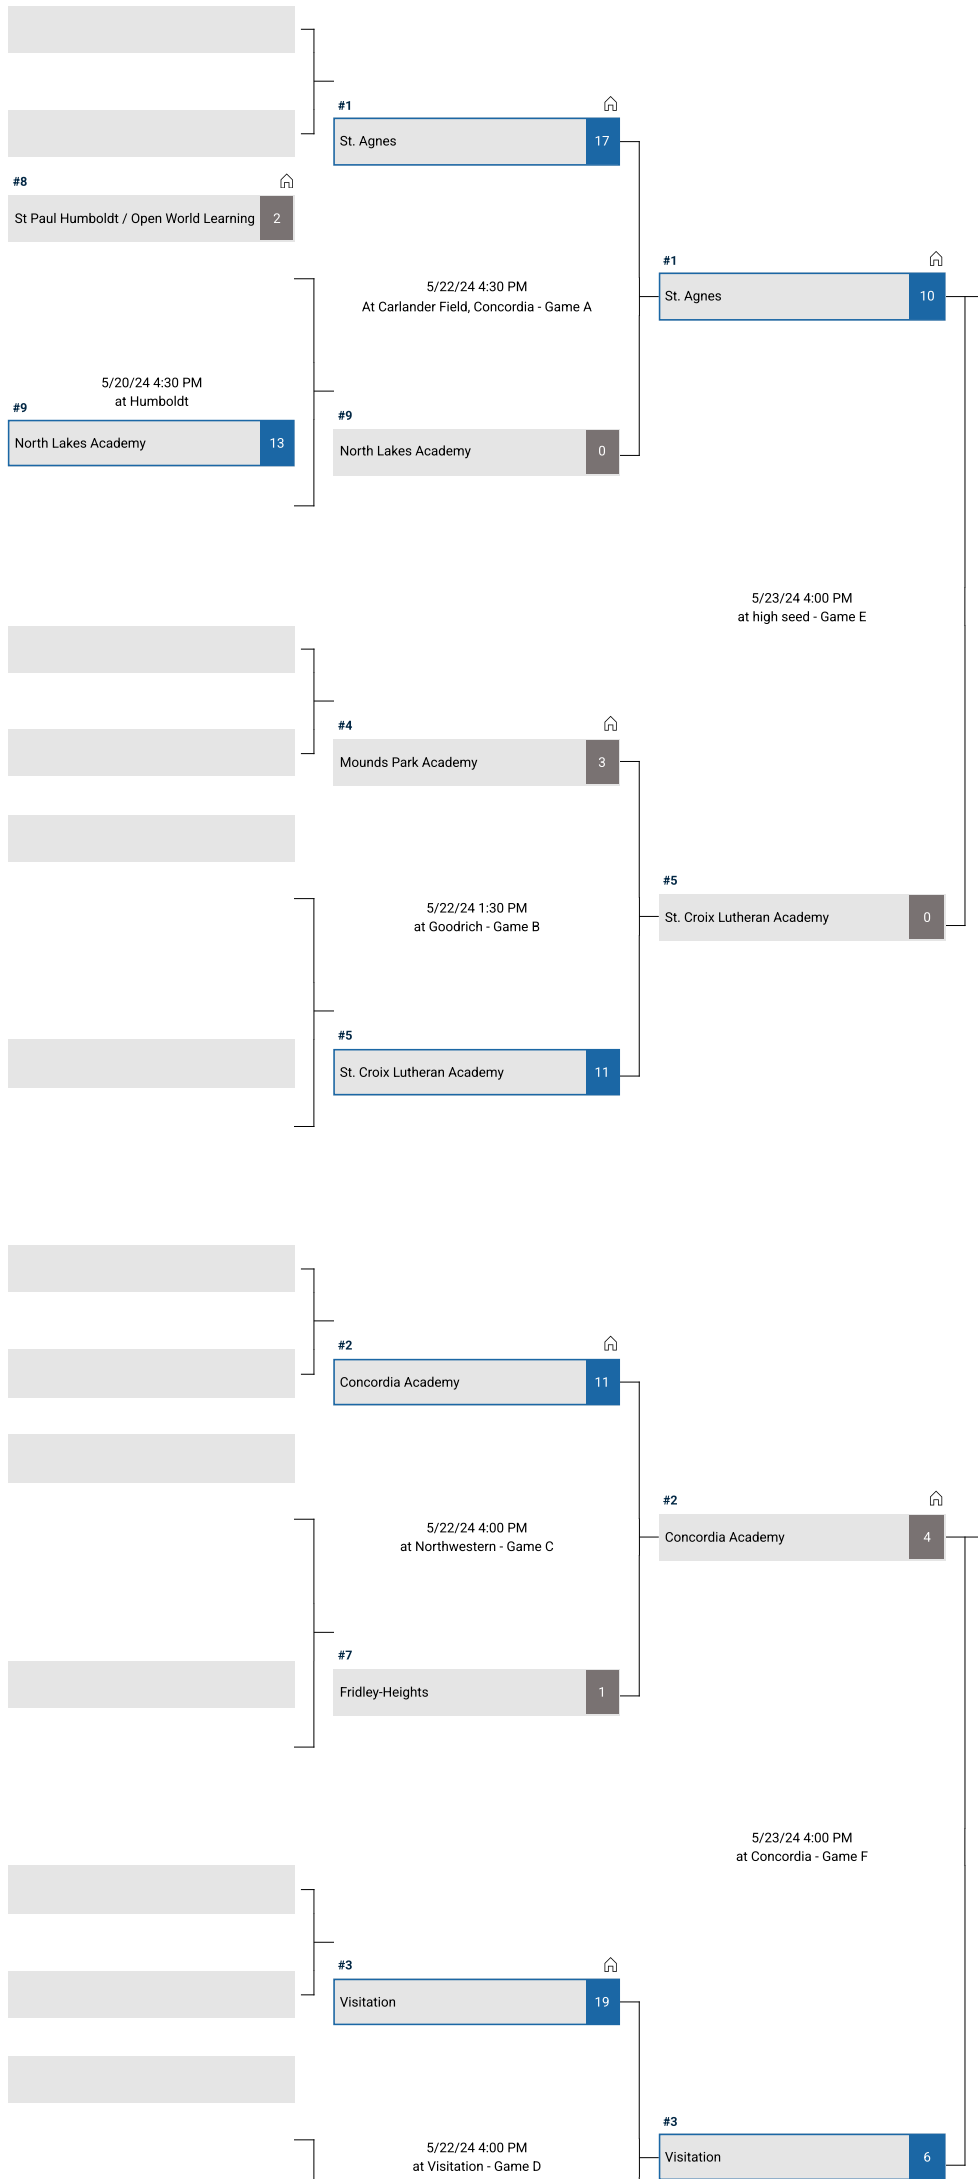 #1
St. Agnes 17
#8
St Paul Humboldt / Open World Learning 2
5/22/24 4:30 PM
At Carlander Field, Concordia - Game A
#1
St. Agnes 10
5/20/24 4:30 PM
at Humboldt
#9
North Lakes Academy 13
#9
North Lakes Academy 0
5/23/24 4:00 PM
at high seed - Game E
#4
Mounds Park Academy 3
5/22/24 1:30 PM
at Goodrich - Game B
#5
St. Croix Lutheran Academy 0
#5
St. Croix Lutheran Academy 11
#2
Concordia Academy 11
5/22/24 4:00 PM
at Northwestern - Game C
#2
Concordia Academy 4
#7
Fridley-Heights 1
5/23/24 4:00 PM
at Concordia - Game F
#3
Visitation 19
5/22/24 4:00 PM
at Visitation - Game D
#3
Visitation 6